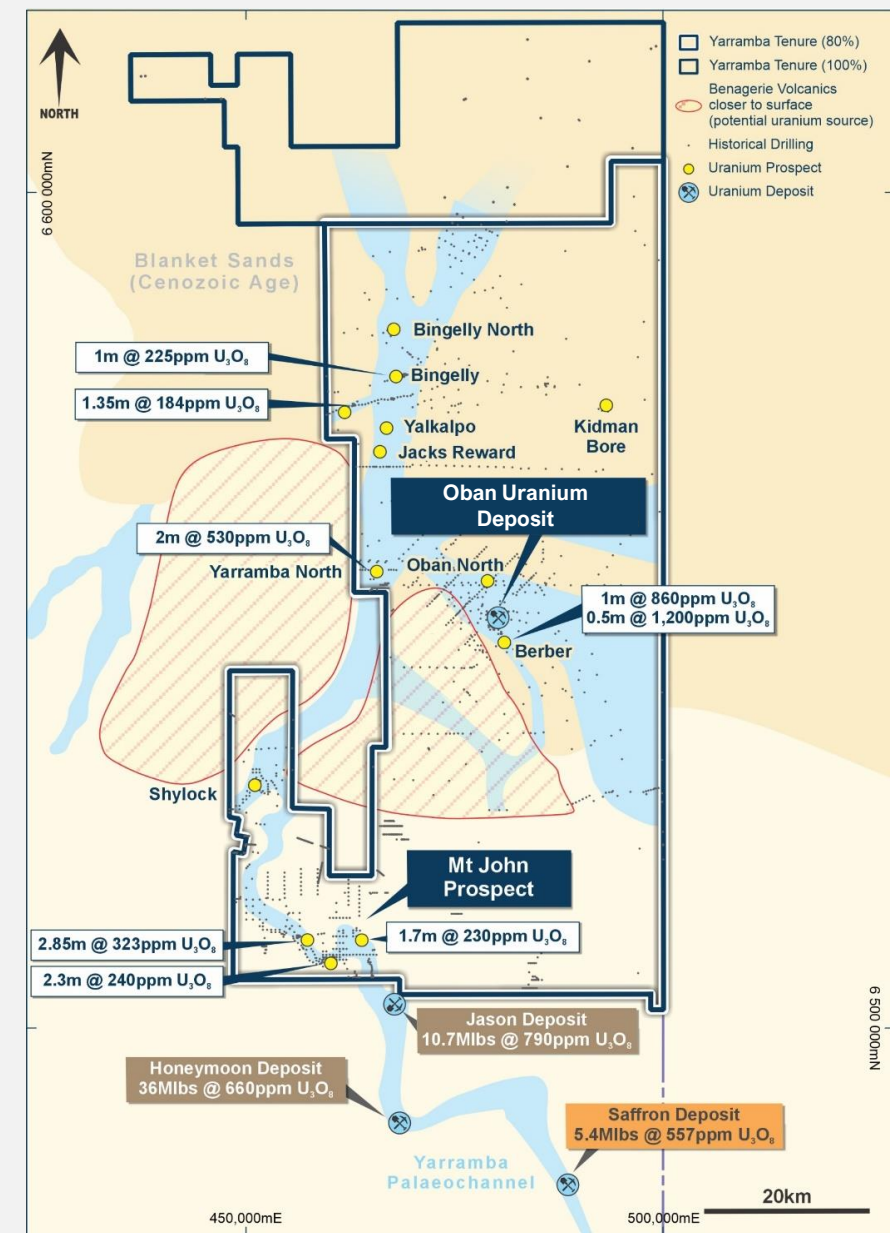 NORTH
Yarramba Tenure (80%)
Yarramba Tenure (100%)
Benagerie Volcanics
closer to surface
(potential uranium source)
Historical Drilling
Uranium Prospect
Uranium Deposit
6 600 000mN
Blanket Sands
(Cenozoic Age)
Bingelly North
1m @ 225ppm U₃O₈
Bingelly
1.35m @ 184ppm U₃O₈
Yalkalpo
Kidman
Bore
Jacks Reward
Oban Uranium
Deposit
2m @ 530ppm U₃O₈
Yarramba North
Oban North
1m @ 860ppm U₃O₈
0.5m @ 1,200ppm U₃O₈
Berber
Shylock
Mt John
Prospect
2.85m @ 323ppm U₃O₈
1.7m @ 230ppm U₃O₈
2.3m @ 240ppm U₃O₈
6 500 000mN
Jason Deposit
10.7Mlbs @ 790ppm U₃O₈
Honeymoon Deposit
36Mlbs @ 660ppm U₃O₈
Saffron Deposit
5.4Mlbs @ 557ppm U₃O₈
Yarramba
Palaeochannel
20km
450,000mE
500,000mE